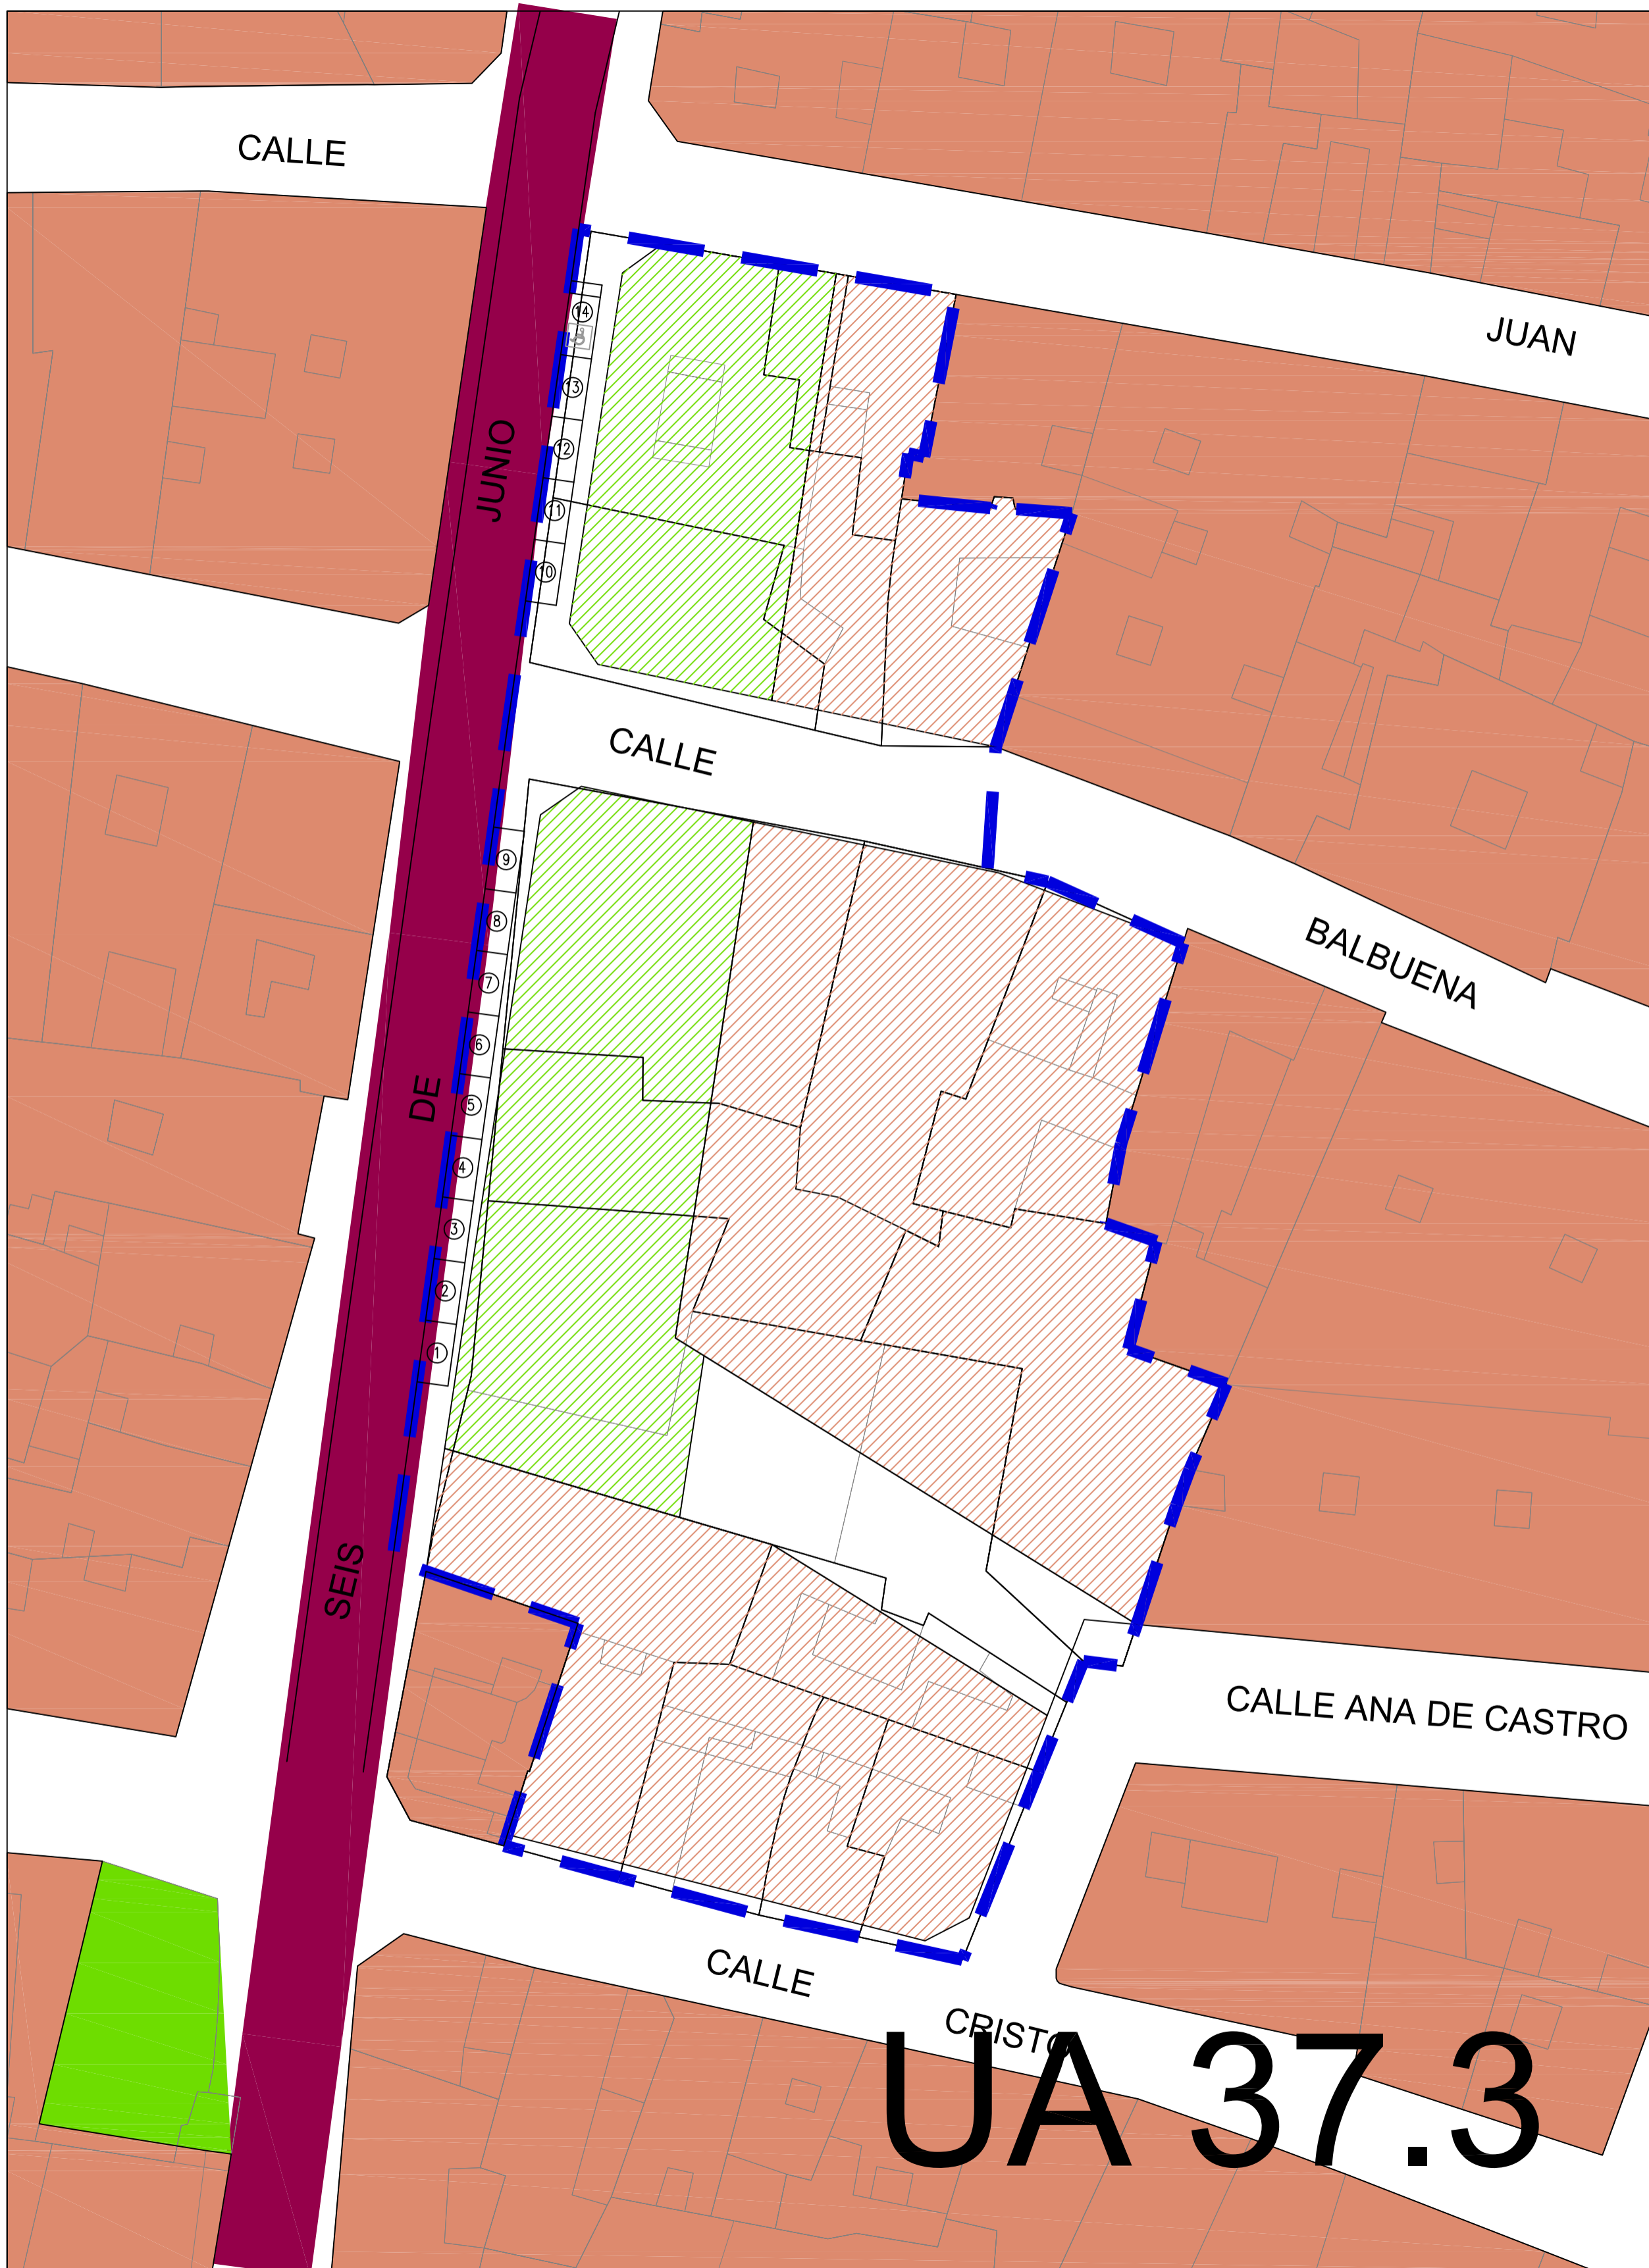 CALLE
JUAN
14
13
12
11
10
JUNIO
CALLE
9
8
BALBUENA
7
6
DE
5
4
3
2
1
SEIS
CALLE ANA DE CASTRO
CALLE
CRISTO
UA 37.3